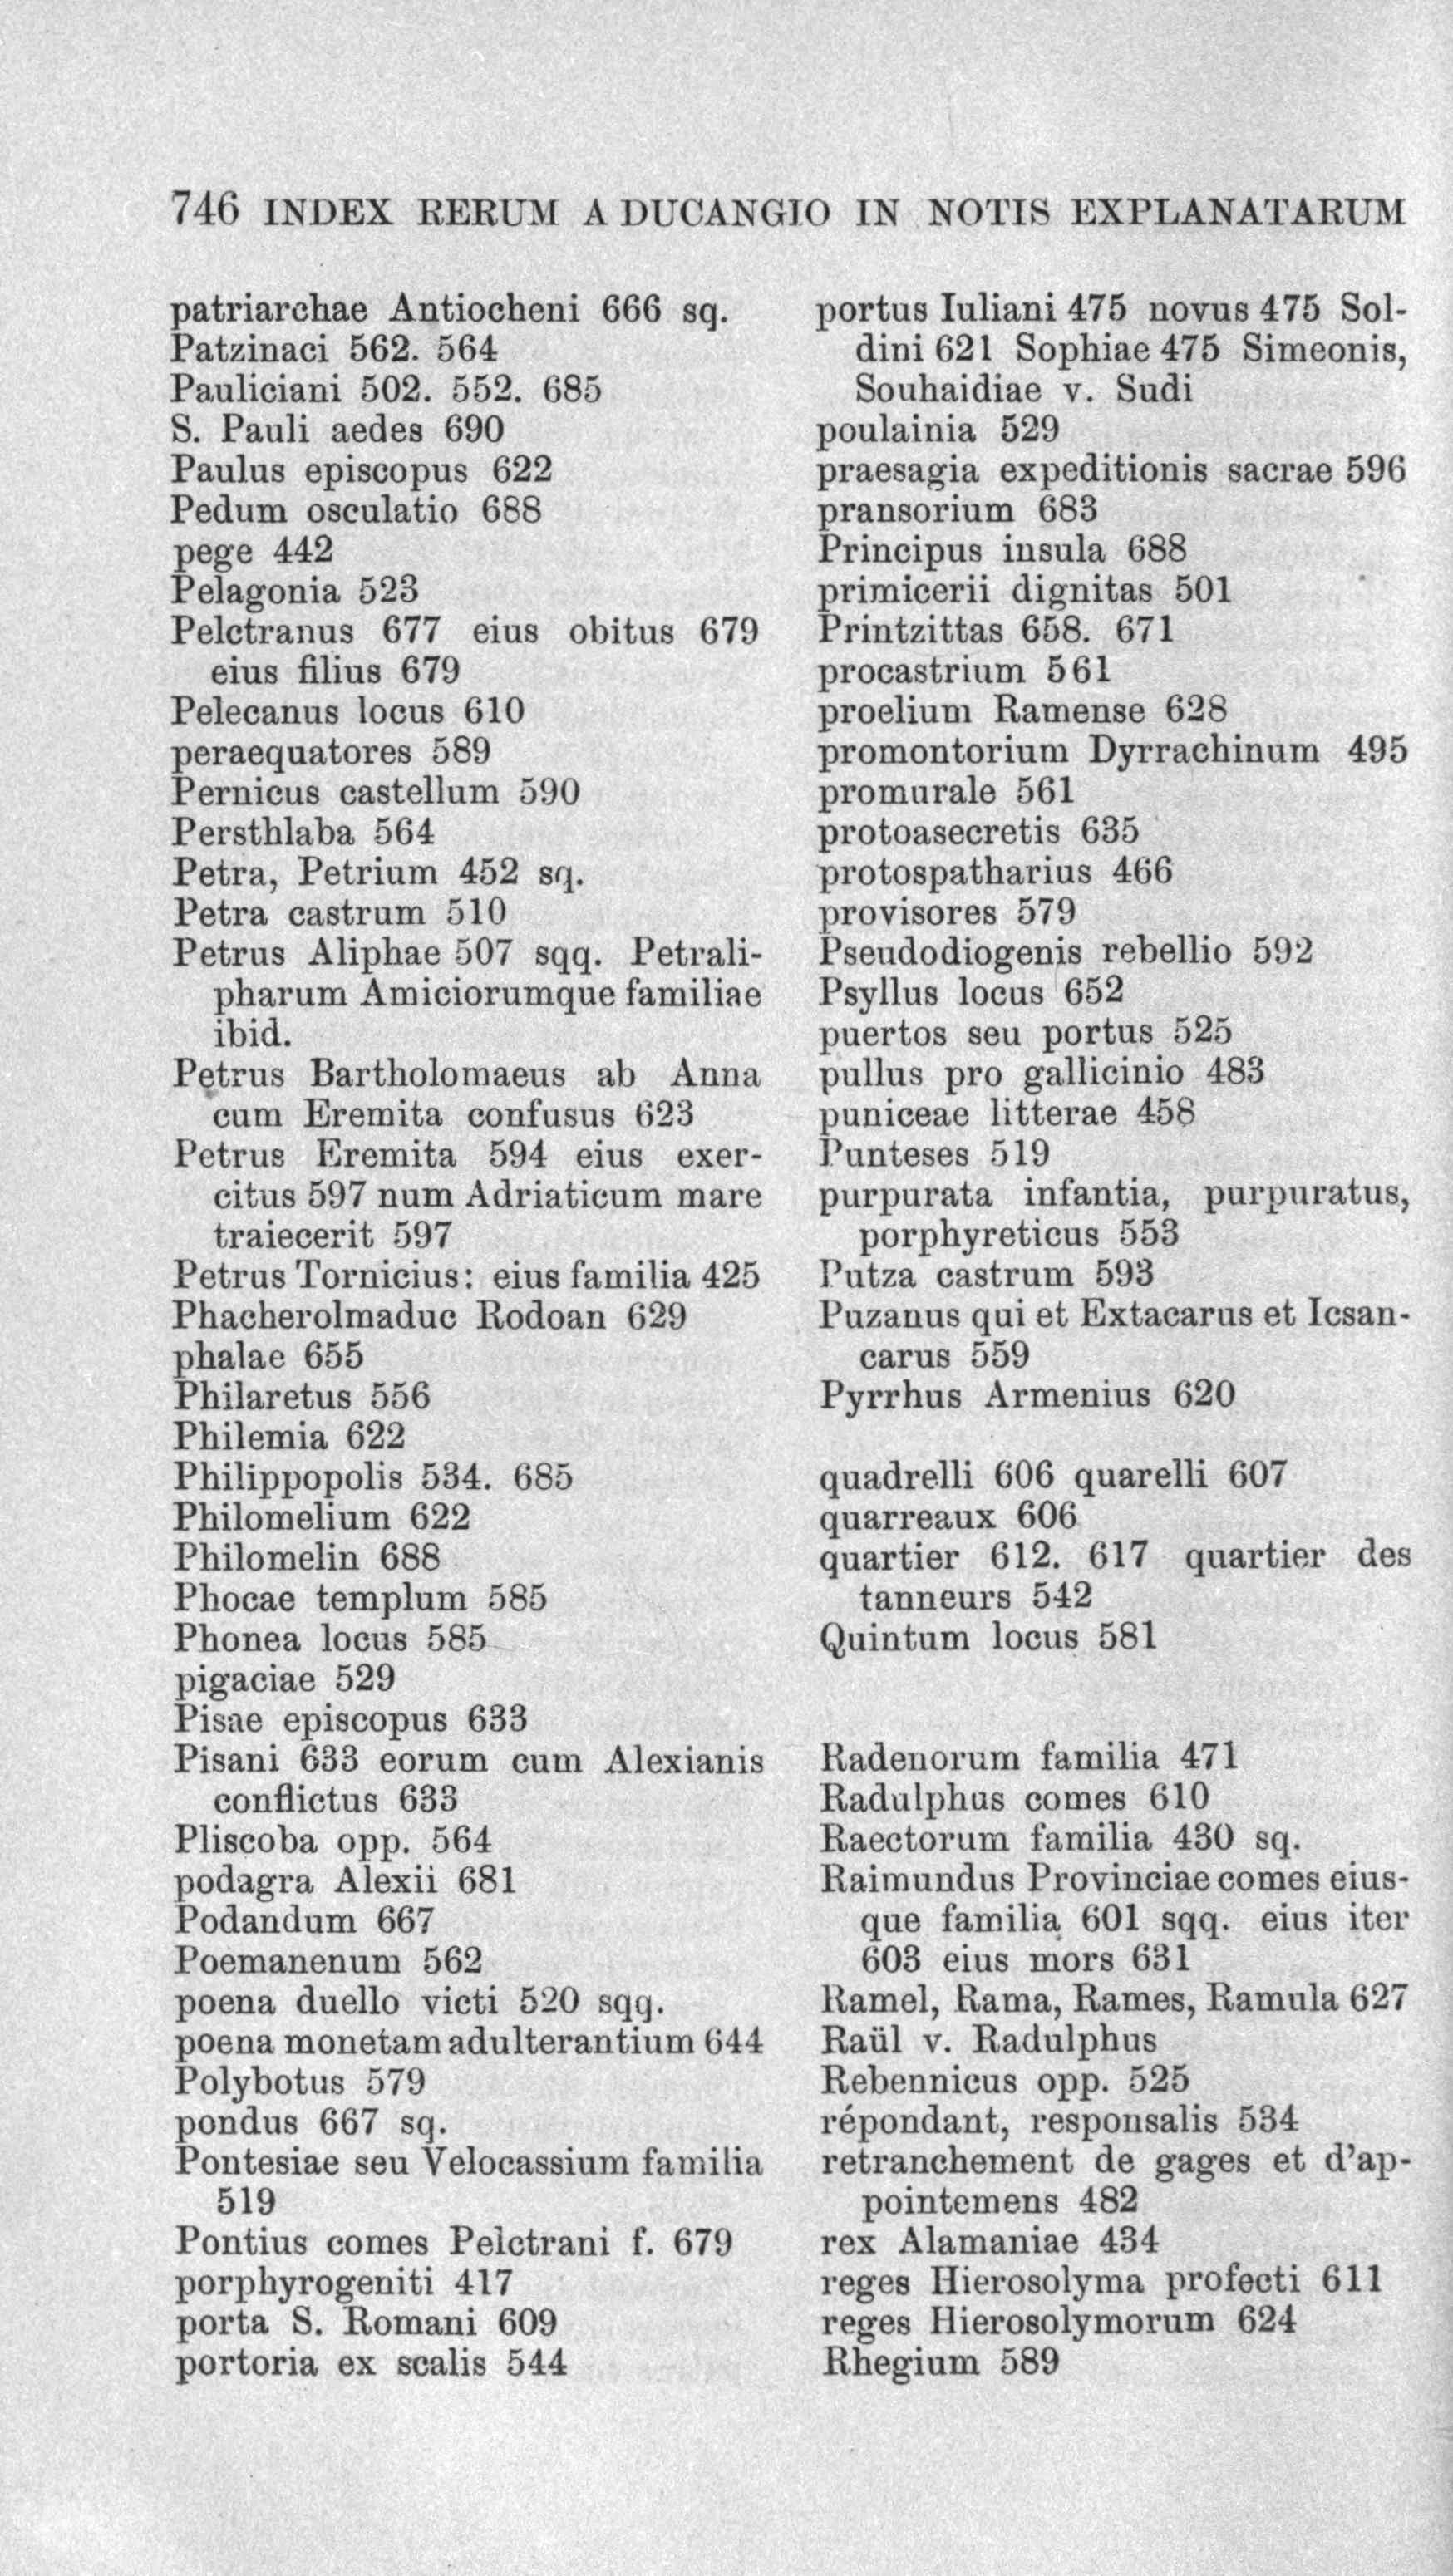 746 INDEX RERUM A DUCANGIO IN NOTIS EXPLANATARUM
patriarchae Antiocheni 666 sq.
Patzinaci 562. 564
Pauliciani 502. 552. 685
S. Pauli aedes 690
Paulus episcopus 622
Pedum osculatio 688
pege 442
Pelagonia 523
Pelctranus 677 eius obitus 679
eius filius 679
Pelecanus locus 610
peraequatores 589
Pernicus castellum 590
Persthlaba 564
Petra, Petrium 452 sq.
Petra castrum 510
Petrus Aliphae 507 sqq. Petrali-
pharum Amiciorumque familiae
ibid.
Petrus Bartholomaeus ab Anna
cum Eremita confusus 623
Petrus Eremita 594 eius exer-
citus 597 num Adriaticum mare
traiecerit 597
Petrus Tornicius: eius familia 425
Phacherolmaduc Rodoan 629
phalae 655
Philaretus 556
Philemia 622
Philippopolis 534. 685
Philomelium 622
Philomelin 688
Phocae templum 585
Phonea locus 585
pigaciae 529
Pisae episcopus 633
Pisani 633 eorum cum Alexianis
conflictus 633
Pliscoba opp. 564
podagra Alexii 681
Podandum 667
Poemanenum 562
poena duello victi 520 sqq.
poena monetam adulterantium 644
Polybotus 579
pondus 667 sq.
Pontesiae seu Velocassium familia
519
Pontius comes Pelctrani f. 679
porphyrogeniti 417
porta S. Romani 609
portoria ex scalis 544
portus Iuliani 475 novus 475 Sol-
dini 621 Sophiae 475 Simeonis,
Souhaidiae v. Sudi
poulainia 529
praesagia expeditionis sacrae 596
pransorium 683
Principus insula 688
primicerii dignitas 501
Printzittas 658. 671
procastrium 561
proelium Ramense 628
promontorium Dyrrachinum 495
promurale 561
protoasecretis 635
protospatharius 466
provisores 579
Pseudodiogenis rebellio 592
Psyllus locus 652
puertos seu portus 525
pullus pro gallicinio 483
puniceae litterae 458
Punteses 519
purpurata infantia, purpuratus,
porphyreticus 553
Putza castrum 593
Puzanus qui et Extacarus et Icsan-
carus 559
Pyrrhus Armenius 620
quadrelli 606 quarelli 607
quarreaux 606
quartier 612. 617 quartier des
tanneurs 542
Quintum locus 581
Radenorum familia 471
Radulphus comes 610
Raectorum familia 430 sq.
Raimundus Provinciae comes eius-
que familia 601 sqq. eius iter
603 eius mors 631
Ramel, Rama, Rames, Ramula 627
Raül v. Radulphus
Rebennicus opp. 525
répondant, responsalis 534
retranchement de gages et d'ap-
pointemens 482
rex Alamaniae 434
reges Hierosolyma profecti 611
reges Hierosolymorum 624
Rhegium 589